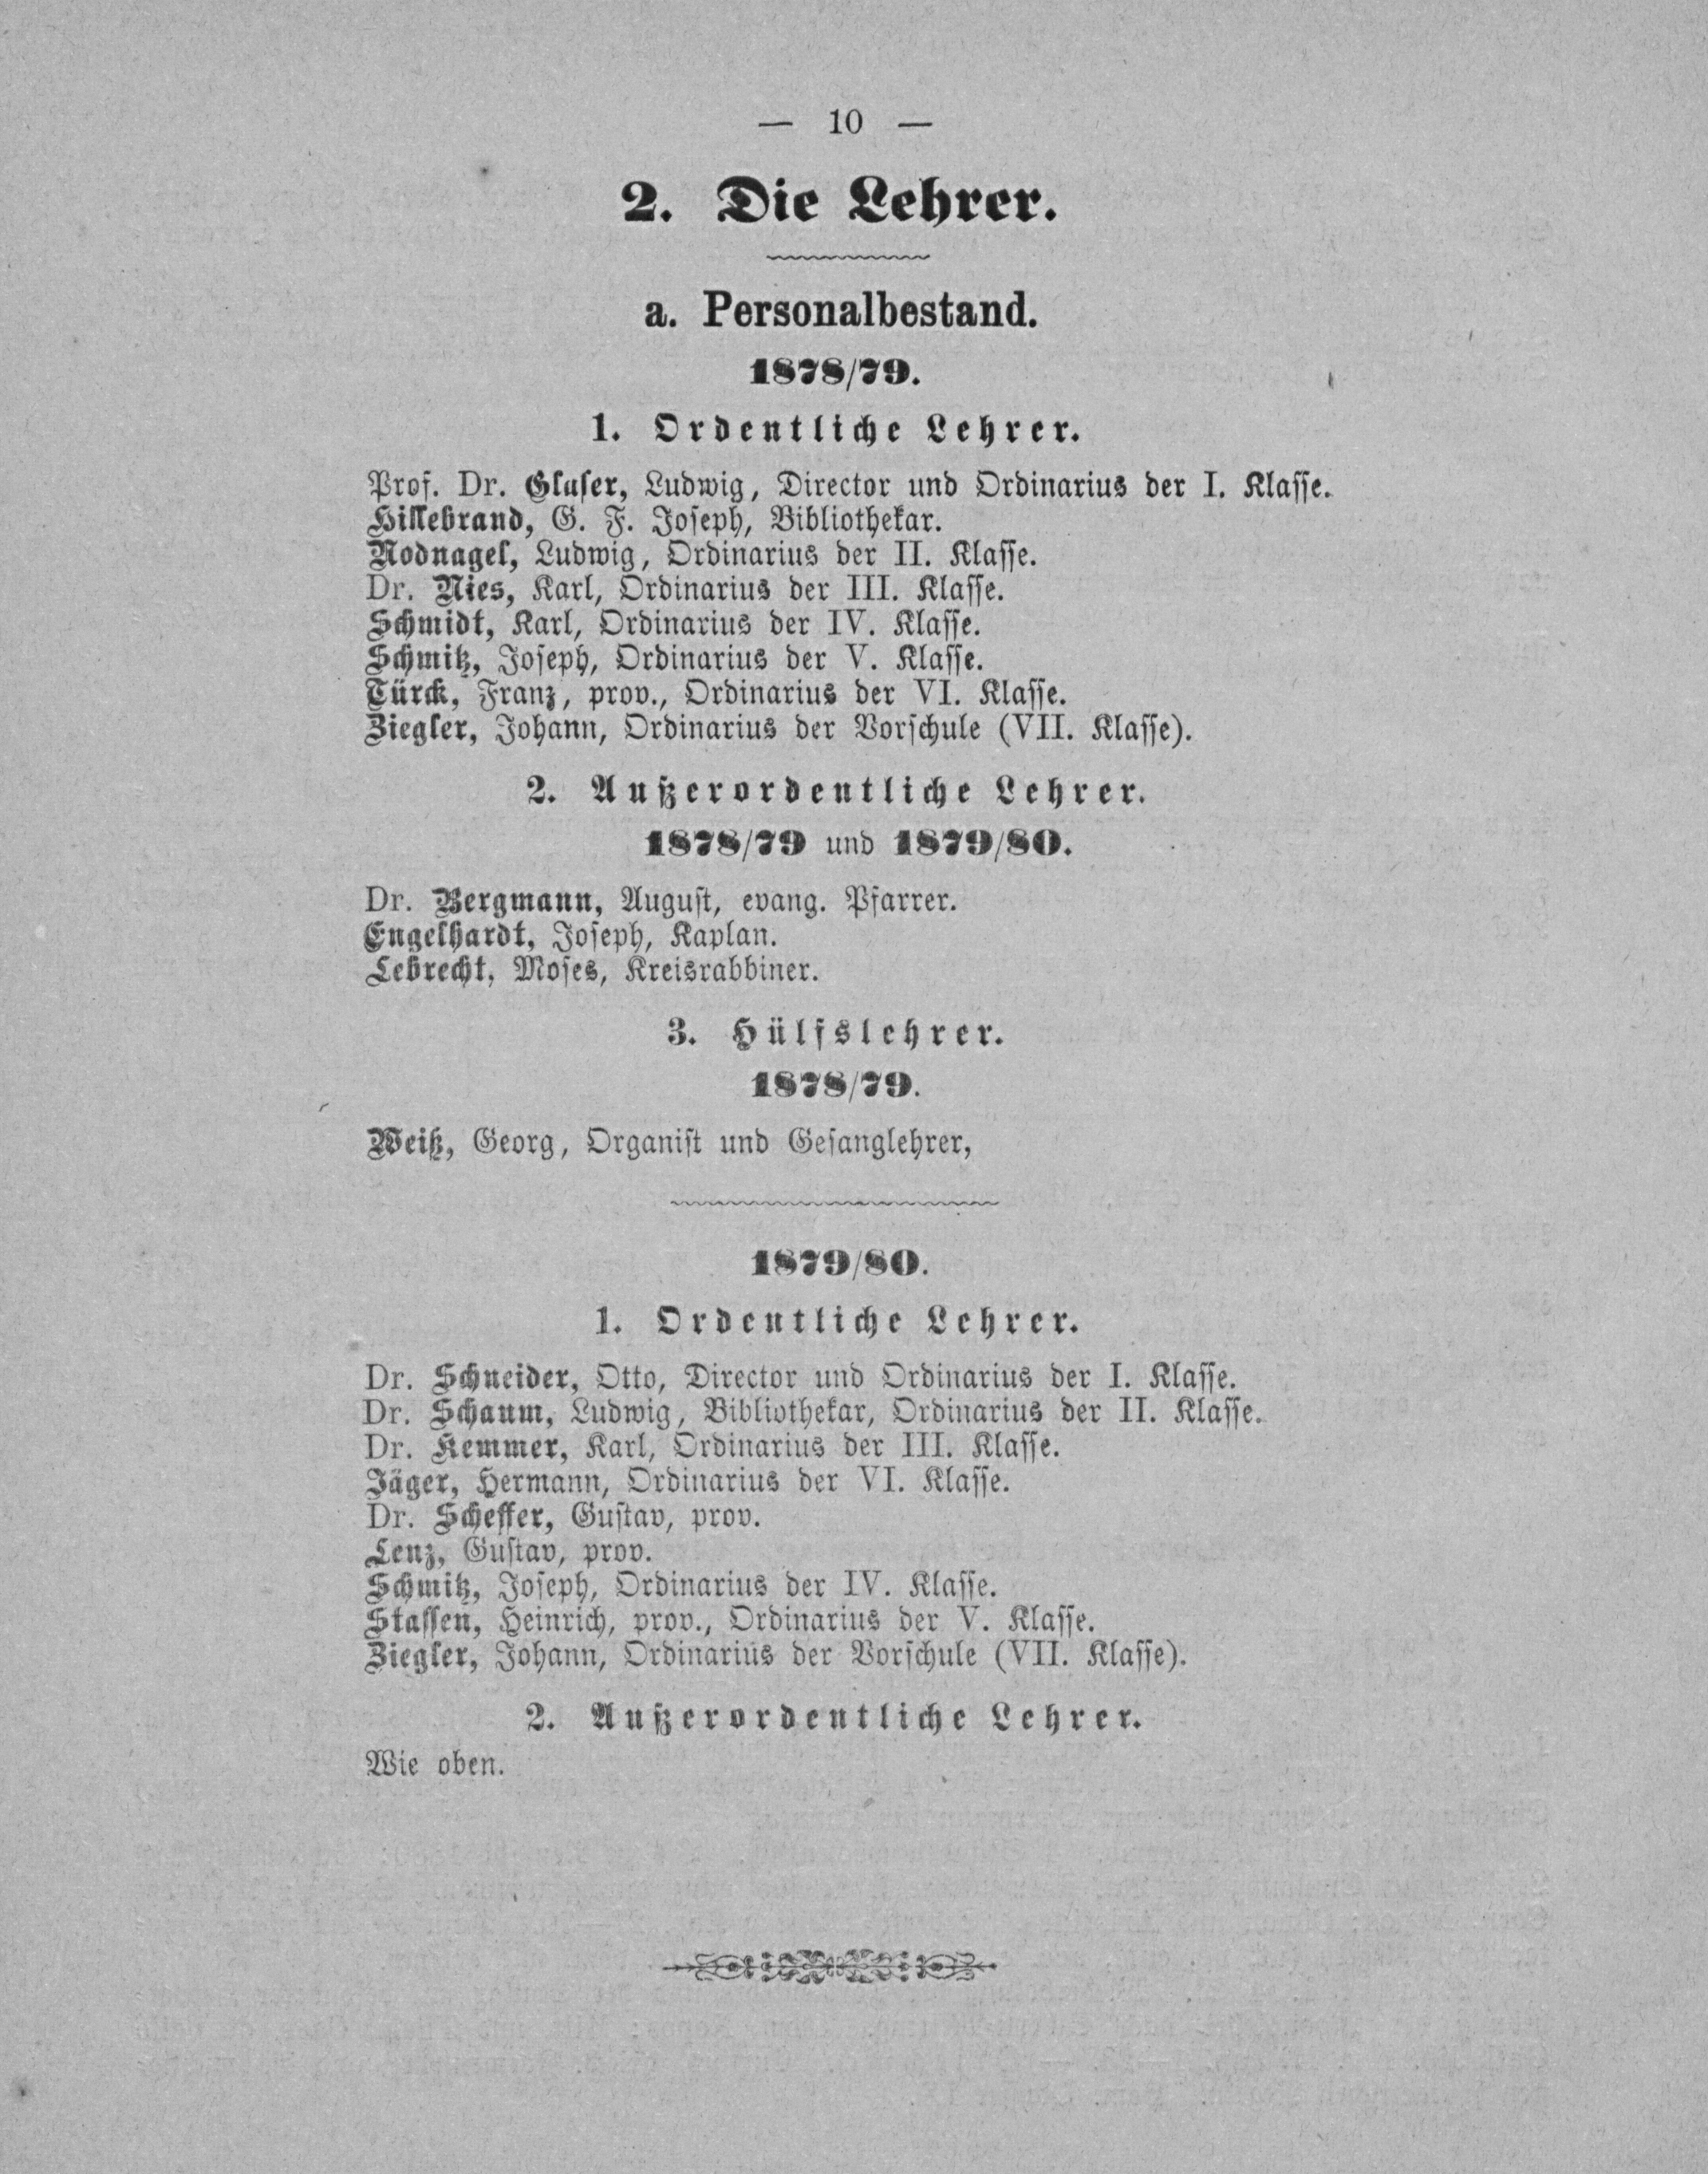 — 10 —
2. Die Lehrer.
a. Personalbestand.
1878/79.
1. Ordentliche Lehrer.
Prof. Dr. Glaser, Ludwig, Director und Ordinarius der I. Klasse.
Hillebrand, G. F. Joseph, Bibliothekar.
Nodnagel, Ludwig, Ordinarius der II. Klasse.
Dr. Nies, Karl, Ordinarius der III. Klasse.
Schmidt, Karl, Ordinarius der IV. Klasse.
Schmitz, Joseph, Ordinarius der V. Klasse.
Türck, Franz, prov., Ordinarius der VI. Klasse.
Ziegler, Johann, Ordinarius der Vorschule (VII. Klasse).
2. Außerordentliche Lehrer.
1878/79 und 1879/80.
Dr. Bergmann, August, evang. Pfarrer.
Engelhardt, Joseph, Kaplan.
Lebrecht, Moses, Kreisrabbiner.
3. Hülfslehrer.
1878/79.
Weiß, Georg, Organist und Gesanglehrer,
1879/80.
1. Ordentliche Lehrer.
Dr. Schneider, Otto, Director und Ordinarius der I. Klasse.
Dr. Schaum, Ludwig, Bibliothekar, Ordinarius der II. Klasse.
Dr. Kemmer, Karl, Ordinarius der III. Klasse.
Jäger, Hermann, Ordinarius der VI. Klasse.
Dr. Scheffer, Gustav, prov.
Lenz, Gustav, prov.
Schmitz, Joseph, Ordinarius der IV. Klasse.
Stassen, Heinrich, prov., Ordinarius der V. Klasse.
Ziegler, Johann, Ordinarius der Vorschule (VII. Klasse).
2. Außerordentliche Lehrer.
Wie oben.